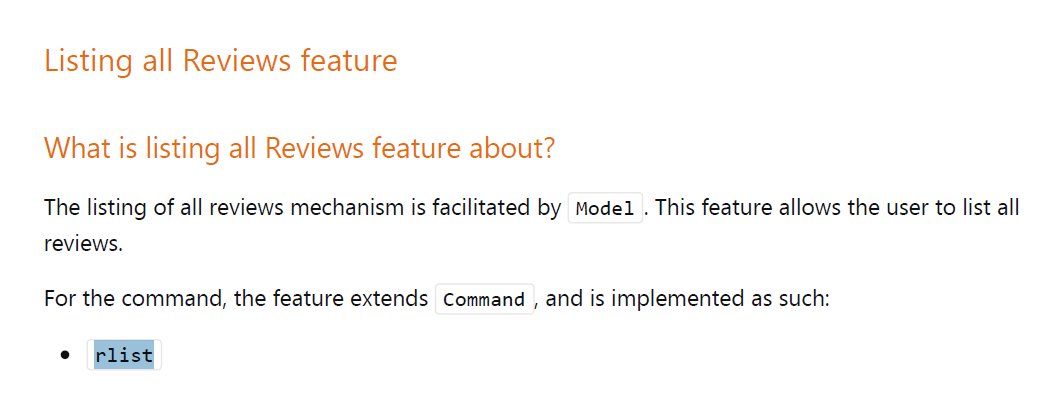 Listing all Reviews feature
What is listing all Reviews feature about?
The listing of all reviews mechanism is facilitated by Model. This feature allows the user to list all
reviews.
For the command, the feature extends Command, and is implemented as such:
• rlist